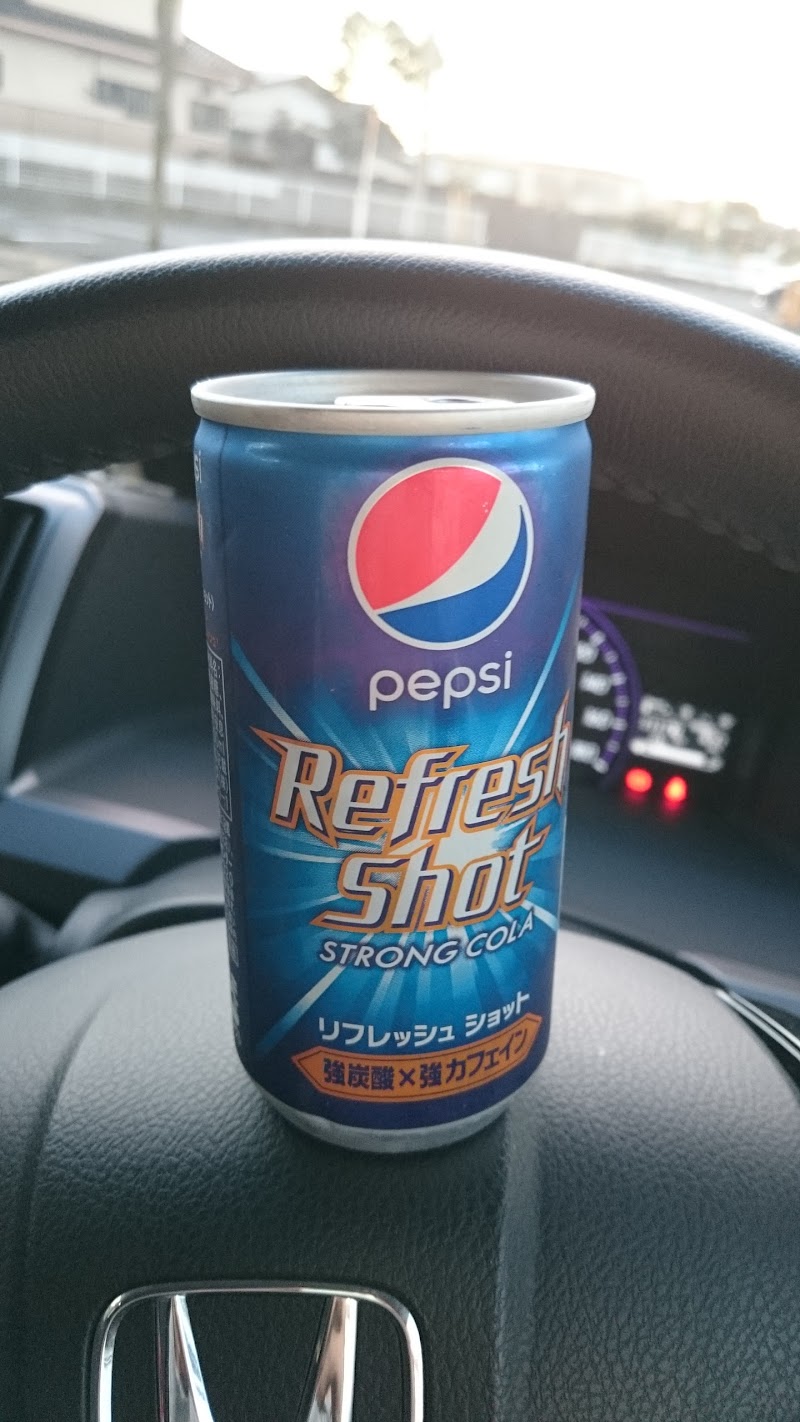 pepsi
Refresh
Shot
STRONG COLA
リフレッシュ ショット
強炭酸×強カフェイン